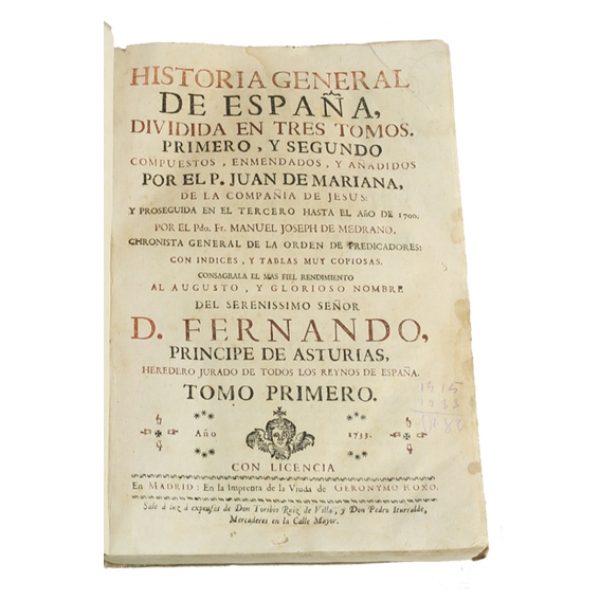 HISTORIA GENERAL
DE ESPAÑA,
DIVIDIDA EN TRES TOMOS.
PRIMERO, Y SEGUNDO
COMPUESTOS, ENMENDADOS, Y AÑADIDOS
POR EL P. JUAN DE MARIANA,
DE LA COMPAÑIA DE JESUS:
Y PROSEGUIDA EN EL TERCERO HASTA EL AÑO DE 1700.
POR EL Pdo. Fr. MANUEL JOSEPH DE MEDRANO,
CHRONISTA GENERAL DE LA ORDEN DE PREDICADORES:
CON INDICES, Y TABLAS MUY COPIOSAS.
CONSAGRALA EL MAS FIEL RENDIMIENTO
AL AUGUSTO, Y GLORIOSO NOMBRE
DEL SERENISSIMO SEÑOR
D. FERNANDO,
PRINCIPE DE ASTURIAS,
HEREDERO JURADO DE TODOS LOS REYNOS DE ESPAÑA.
TOMO PRIMERO.
Año 1733.
CON LICENCIA
En MADRID: En la Imprenta de la Viuda de GERONYMO ROXO.
Sale à luz à expensas de Don Toribio Ruiz de Villa, y Don Pedro Iturralde,
Mercaderes en la Calle Mayor.